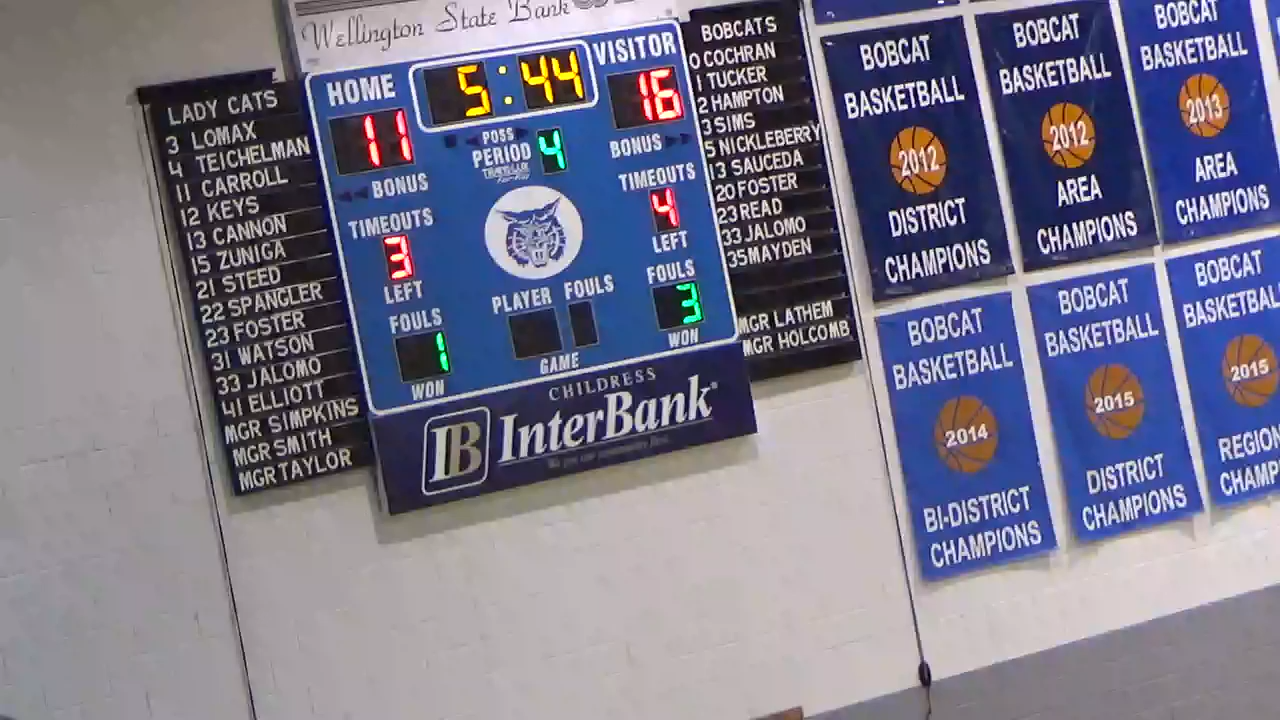 Wellington State Bank
LADY CATS
3 LOMAX
4 TEICHELMAN
11 CARROLL
12 KEYS
13 CANNON
15 ZUNIGA
21 STEED
22 SPANGLER
23 FOSTER
31 WATSON
33 JALOMO
41 ELLIOTT
MGR SIMPKINS
MGR SMITH
MGR TAYLOR
HOME
5:44
VISITOR
11
16
POSS
PERIOD 4
BONUS
BONUS
TIMEOUTS
3
LEFT
TIMEOUTS
4
LEFT
FOULS
1
WON
PLAYER FOULS
GAME
FOULS
3
WON
CHILDRESS
IB InterBank
BOBCATS
0 COCHRAN
1 TUCKER
2 HAMPTON
3 SIMS
5 NICKLEBERRY
13 SAUCEDA
20 FOSTER
23 READ
33 JALOMO
35 MAYDEN
MGR LATHEM
MGR HOLCOMB
BOBCAT
BASKETBALL
2012
DISTRICT
CHAMPIONS
BOBCAT
BASKETBALL
2012
AREA
CHAMPIONS
BOBCAT
BASKETBALL
2013
AREA
CHAMPIONS
BOBCAT
BASKETBALL
2014
BI-DISTRICT
CHAMPIONS
BOBCAT
BASKETBALL
2015
DISTRICT
CHAMPIONS
BOBCAT
BASKETBAL
2015
REGION
CHAMP